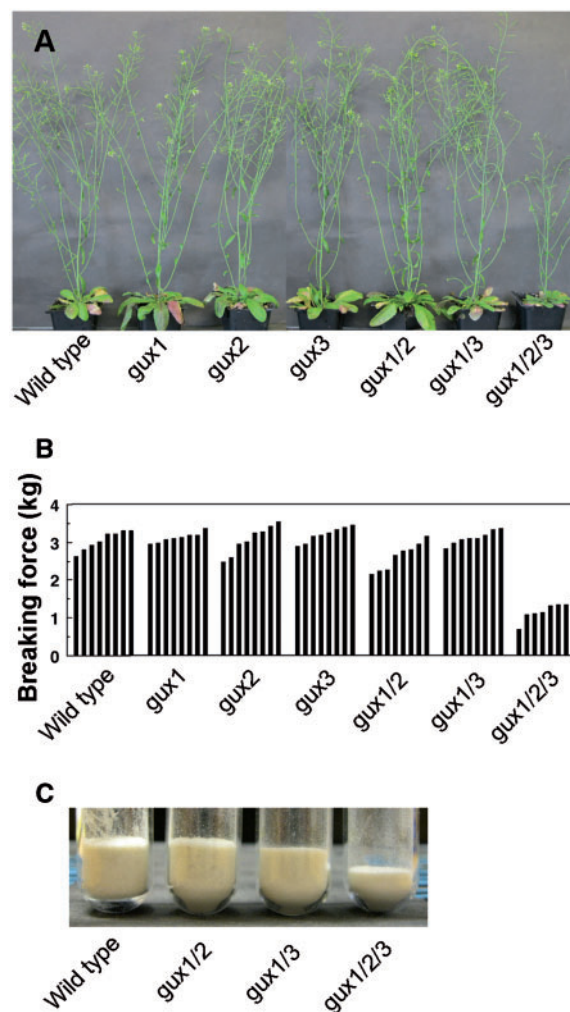 A
Wild type gux1 gux2 gux3 gux1/2 gux1/3 gux1/2/3
B
Breaking force (kg)
4
3
2
1
0
Wild type gux1 gux2 gux3 gux1/2 gux1/3 gux1/2/3
C
Wild type gux1/2 gux1/3 gux1/2/3